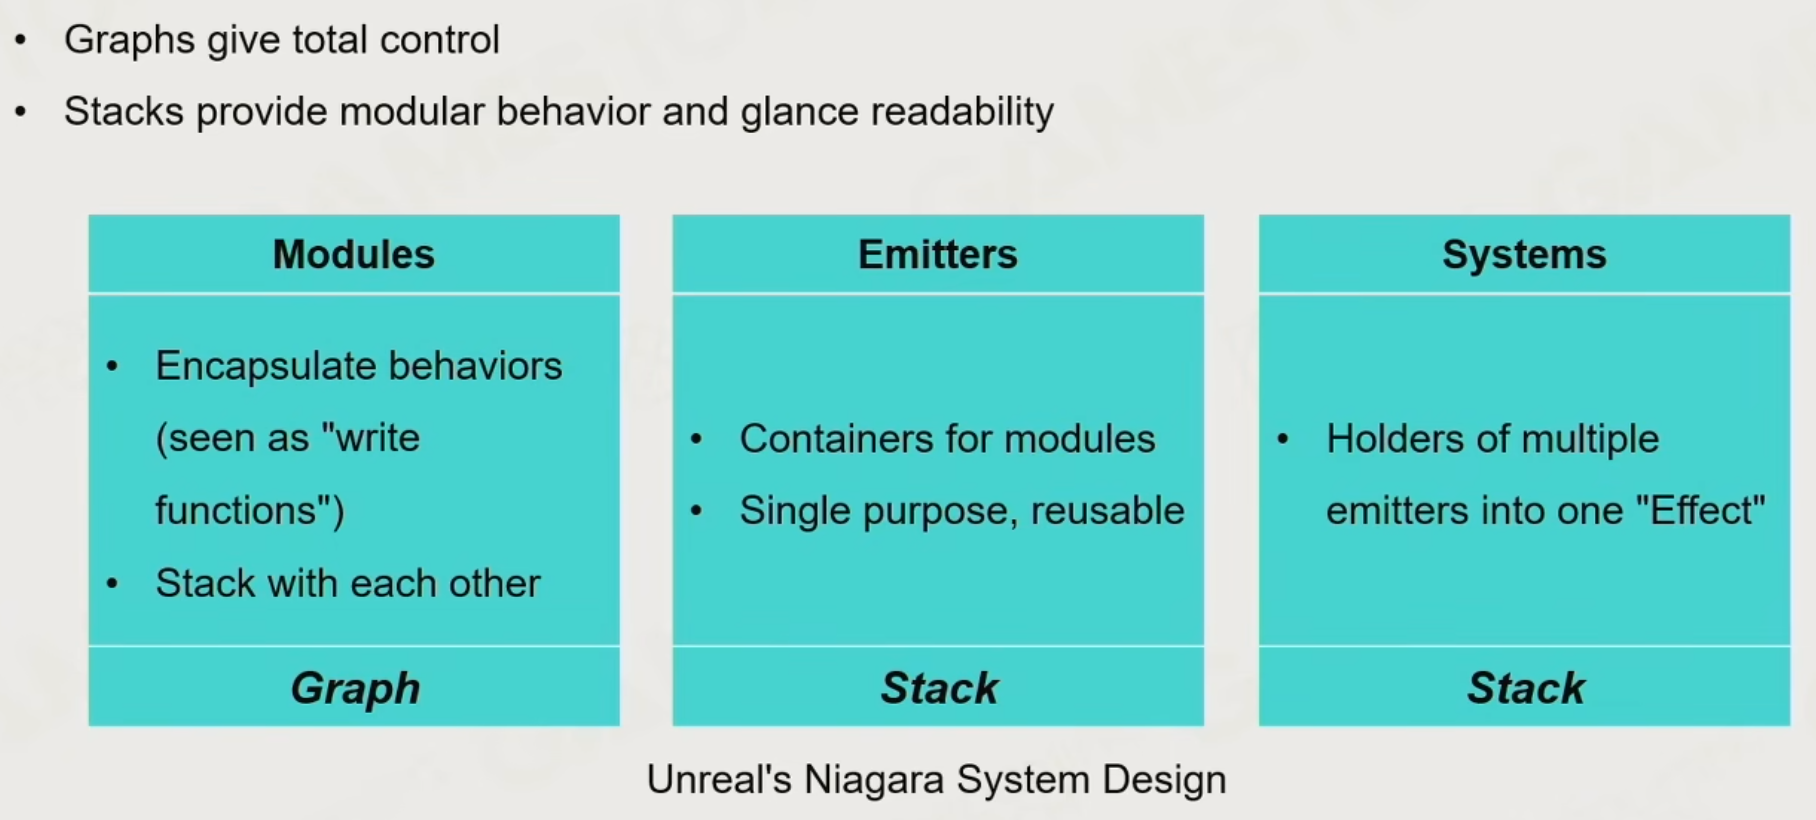 • Graphs give total control
• Stacks provide modular behavior and glance readability
Modules
• Encapsulate behaviors
(seen as "write
functions")
• Stack with each other
Graph
Emitters
• Containers for modules
• Single purpose, reusable
Stack
Systems
• Holders of multiple
emitters into one "Effect"
Stack
Unreal's Niagara System Design